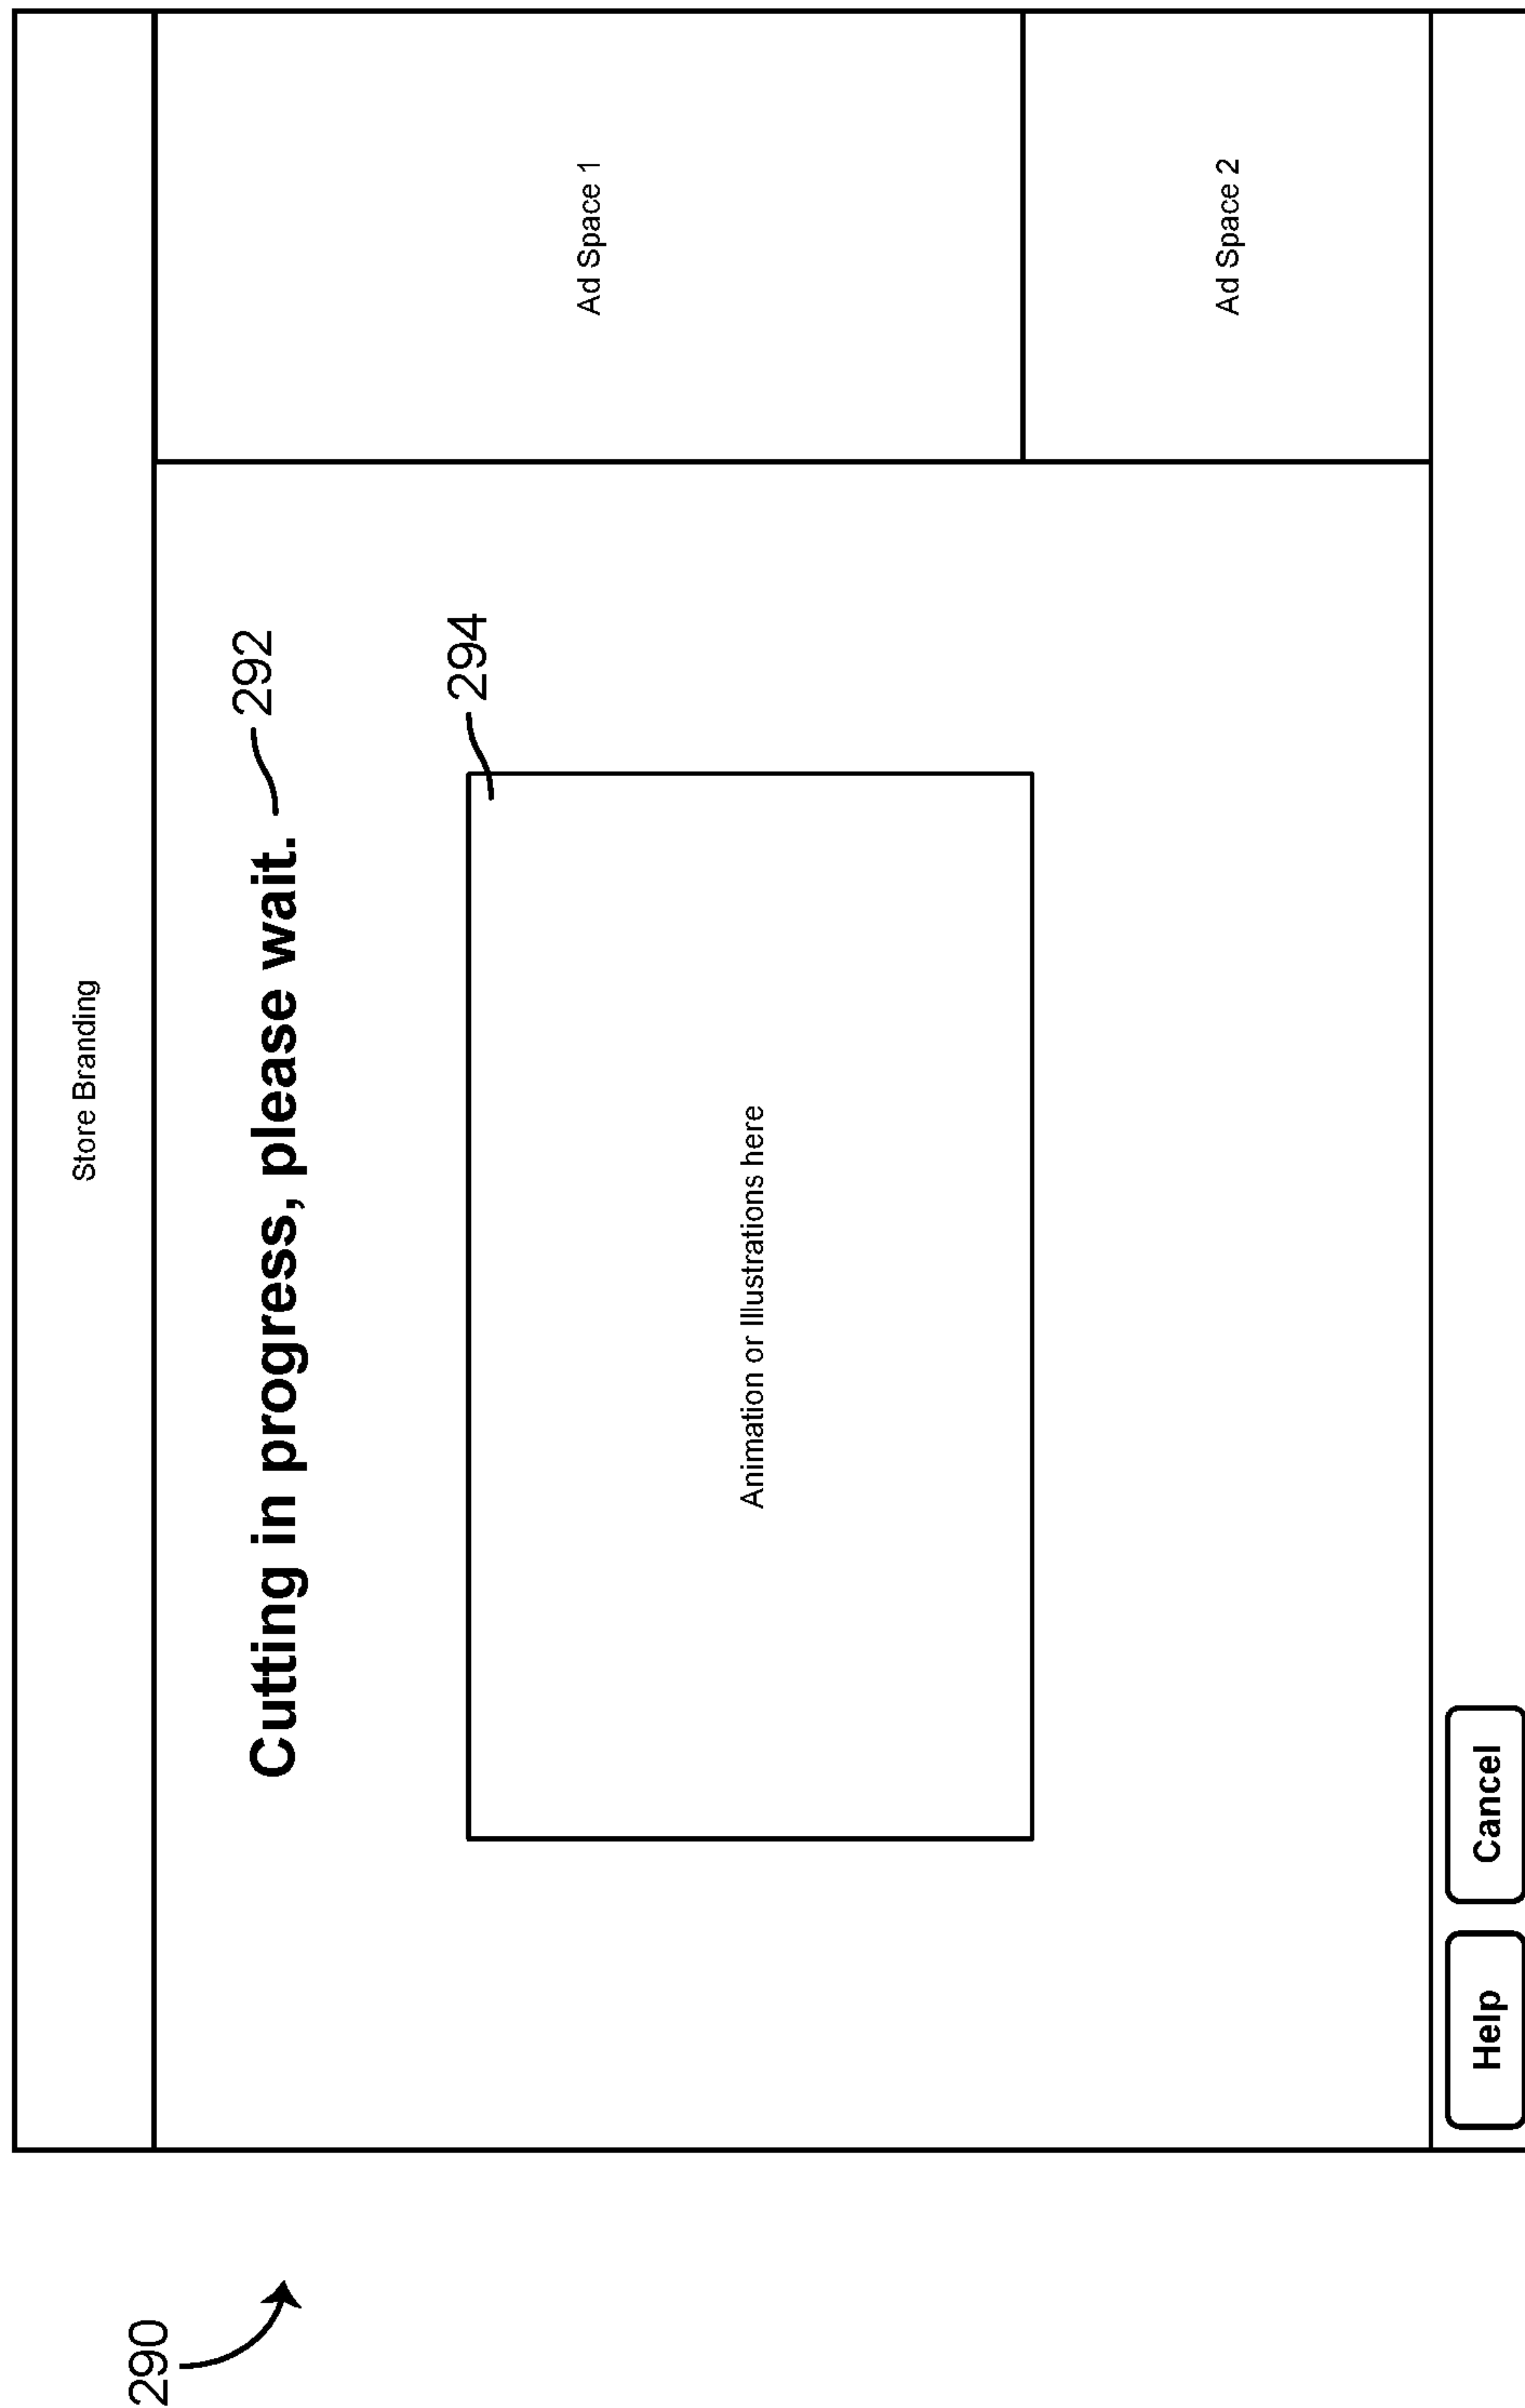 290
Store Branding
Cutting in progress, please wait.
292
294
Animation or Illustrations here
Ad Space 1
Ad Space 2
Help
Cancel